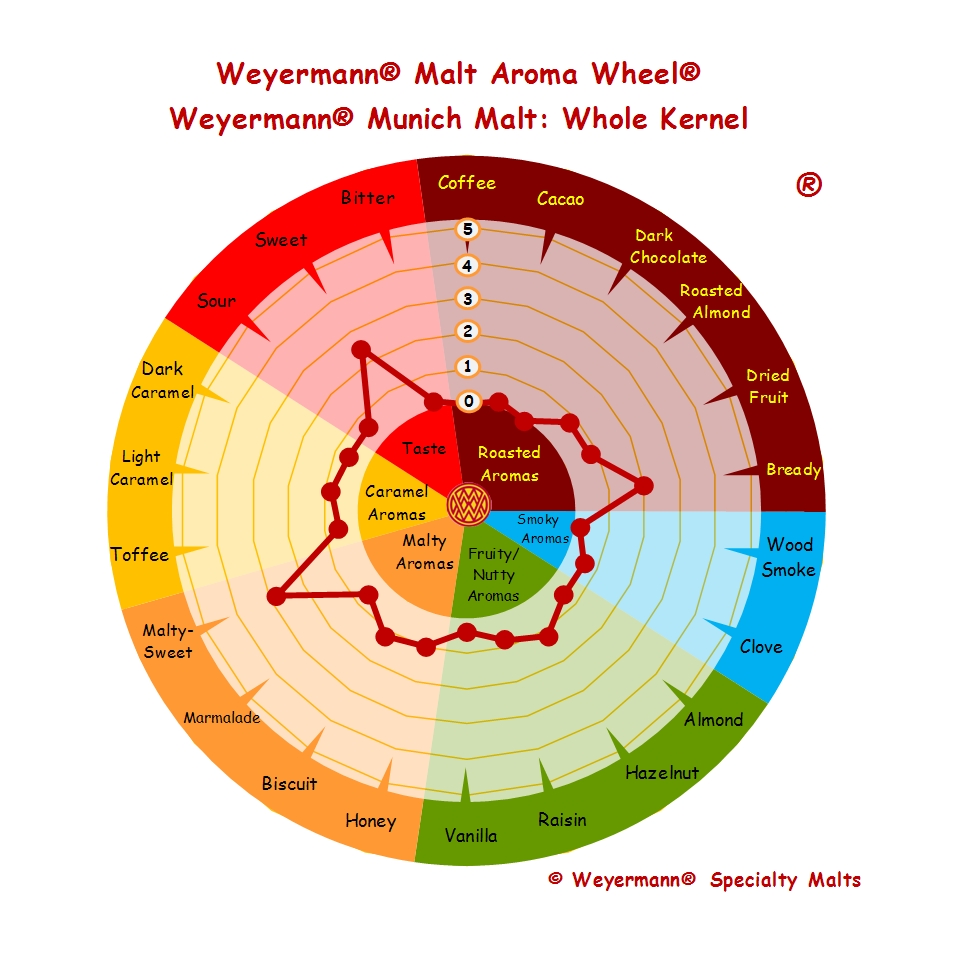 Weyermann® Malt Aroma Wheel®
Weyermann® Munich Malt: Whole Kernel
®
Coffee
Cacao
Dark
Chocolate
Roasted
Almond
Dried
Fruit
Bready
Wood
Smoke
Clove
Almond
Hazelnut
Raisin
Vanilla
Honey
Biscuit
Marmalade
Malty-
Sweet
Toffee
Light
Caramel
Dark
Caramel
Sour
Sweet
Bitter
5
4
3
2
1
0
Taste
Roasted
Aromas
Caramel
Aromas
Smoky
Aromas
Malty
Aromas
Fruity/
Nutty
Aromas
© Weyermann® Specialty Malts